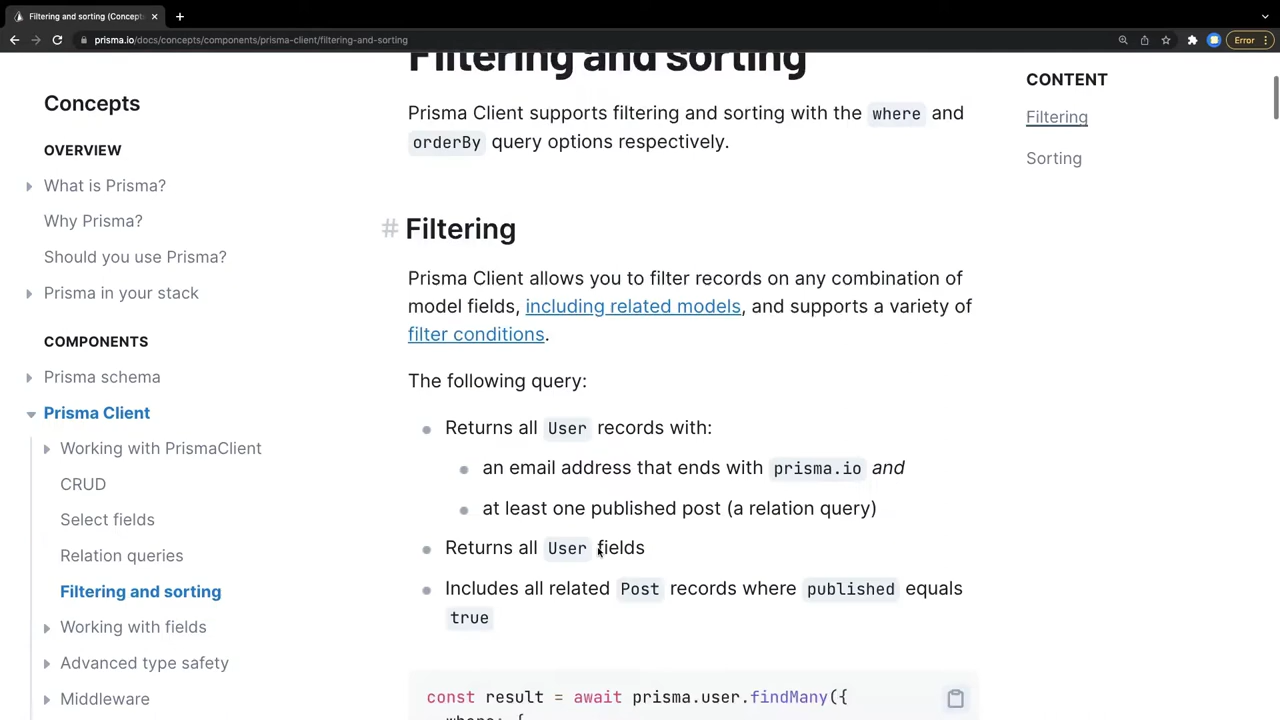 Filtering and sorting (Concept
prisma.io/docs/concepts/components/prisma-client/filtering-and-sorting
Error
Concepts
OVERVIEW
What is Prisma?
Why Prisma?
Should you use Prisma?
Prisma in your stack
COMPONENTS
Prisma schema
Prisma Client
Working with PrismaClient
CRUD
Select fields
Relation queries
Filtering and sorting
Working with fields
Advanced type safety
Middleware
Filtering and sorting
Prisma Client supports filtering and sorting with the where and
orderBy query options respectively.
# Filtering
Prisma Client allows you to filter records on any combination of
model fields, including related models, and supports a variety of
filter conditions.
The following query:
Returns all User records with:
an email address that ends with prisma.io and
at least one published post (a relation query)
Returns all User fields
Includes all related Post records where published equals
true
const result = await prisma.user.findMany({
where: {
CONTENT
Filtering
Sorting